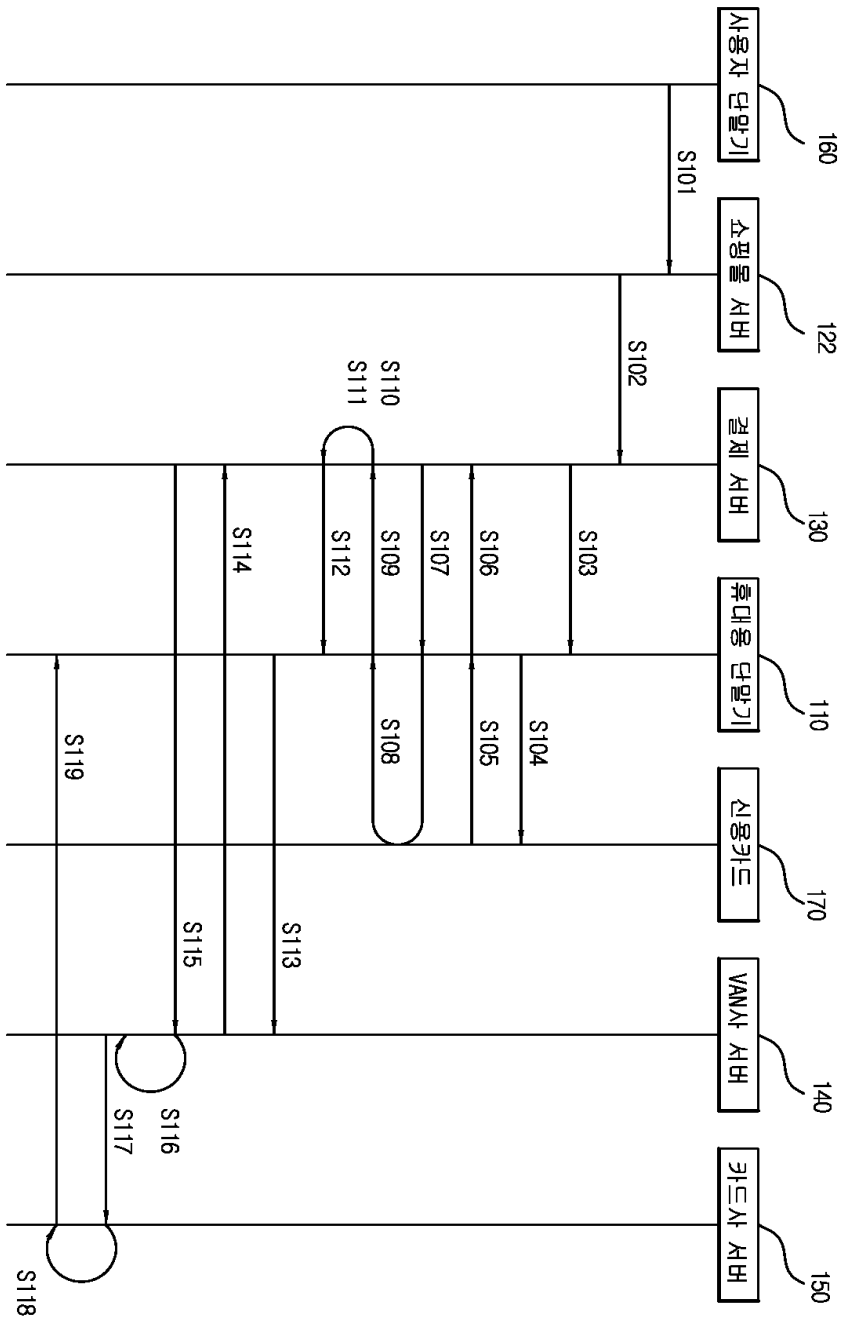 160
122
130
110
170
140
150
사용자 단말기
쇼핑몰 서버
결제 서버
휴대용 단말기
신용카드
VAN사 서버
카드사 서버
S101
S102
S103
S104
S105
S106
S107
S108
S109
S110
S111
S112
S113
S114
S115
S116
S117
S118
S119